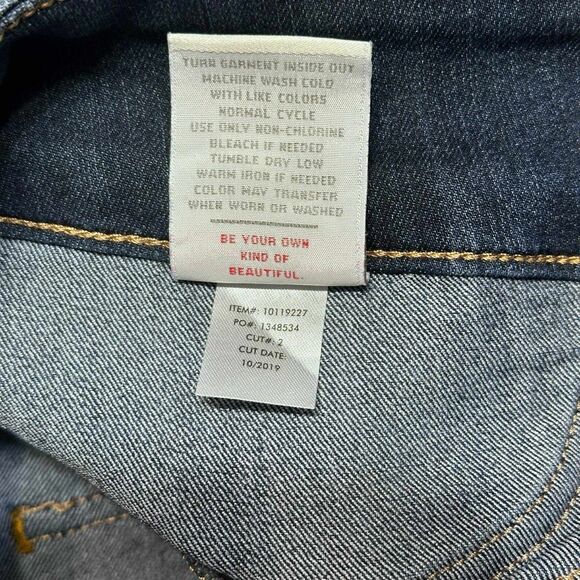 TURN GARMENT INSIDE OUT
MACHINE WASH COLD
WITH LIKE COLORS
NORMAL CYCLE
USE ONLY NON-CHLORINE
BLEACH IF NEEDED
TUMBLE DRY LOW
WARM IRON IF NEEDED
COLOR MAY TRANSFER
WHEN WORN OR WASHED
BE YOUR OWN
KIND OF
BEAUTIFUL.
ITEM#: 10119227
PO#: 1348534
CUT#: 2
CUT DATE:
10/2019